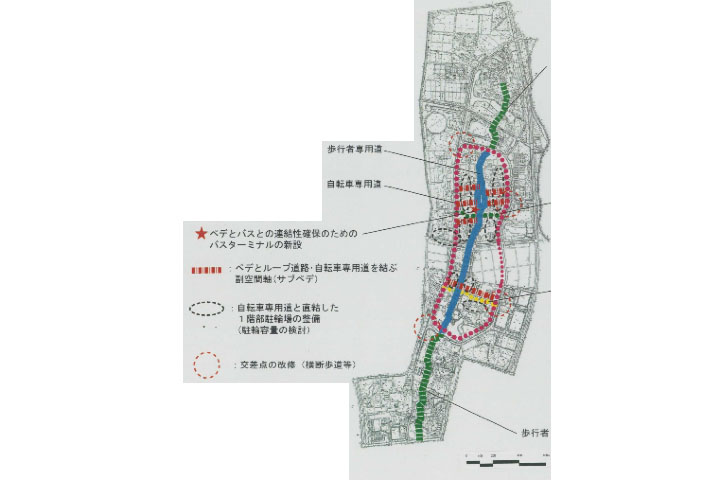 歩行者専用道
自転車専用道
★ペデとバスとの連結性確保のための
バスターミナルの新設
：ペデとループ道路・自転車専用道を結ぶ
副空間軸（サブペデ）
：自転車専用道と直結した
１階部駐輪場の整備
（駐輪容量の検討）
：交差点の改修（横断歩道等）
歩行者